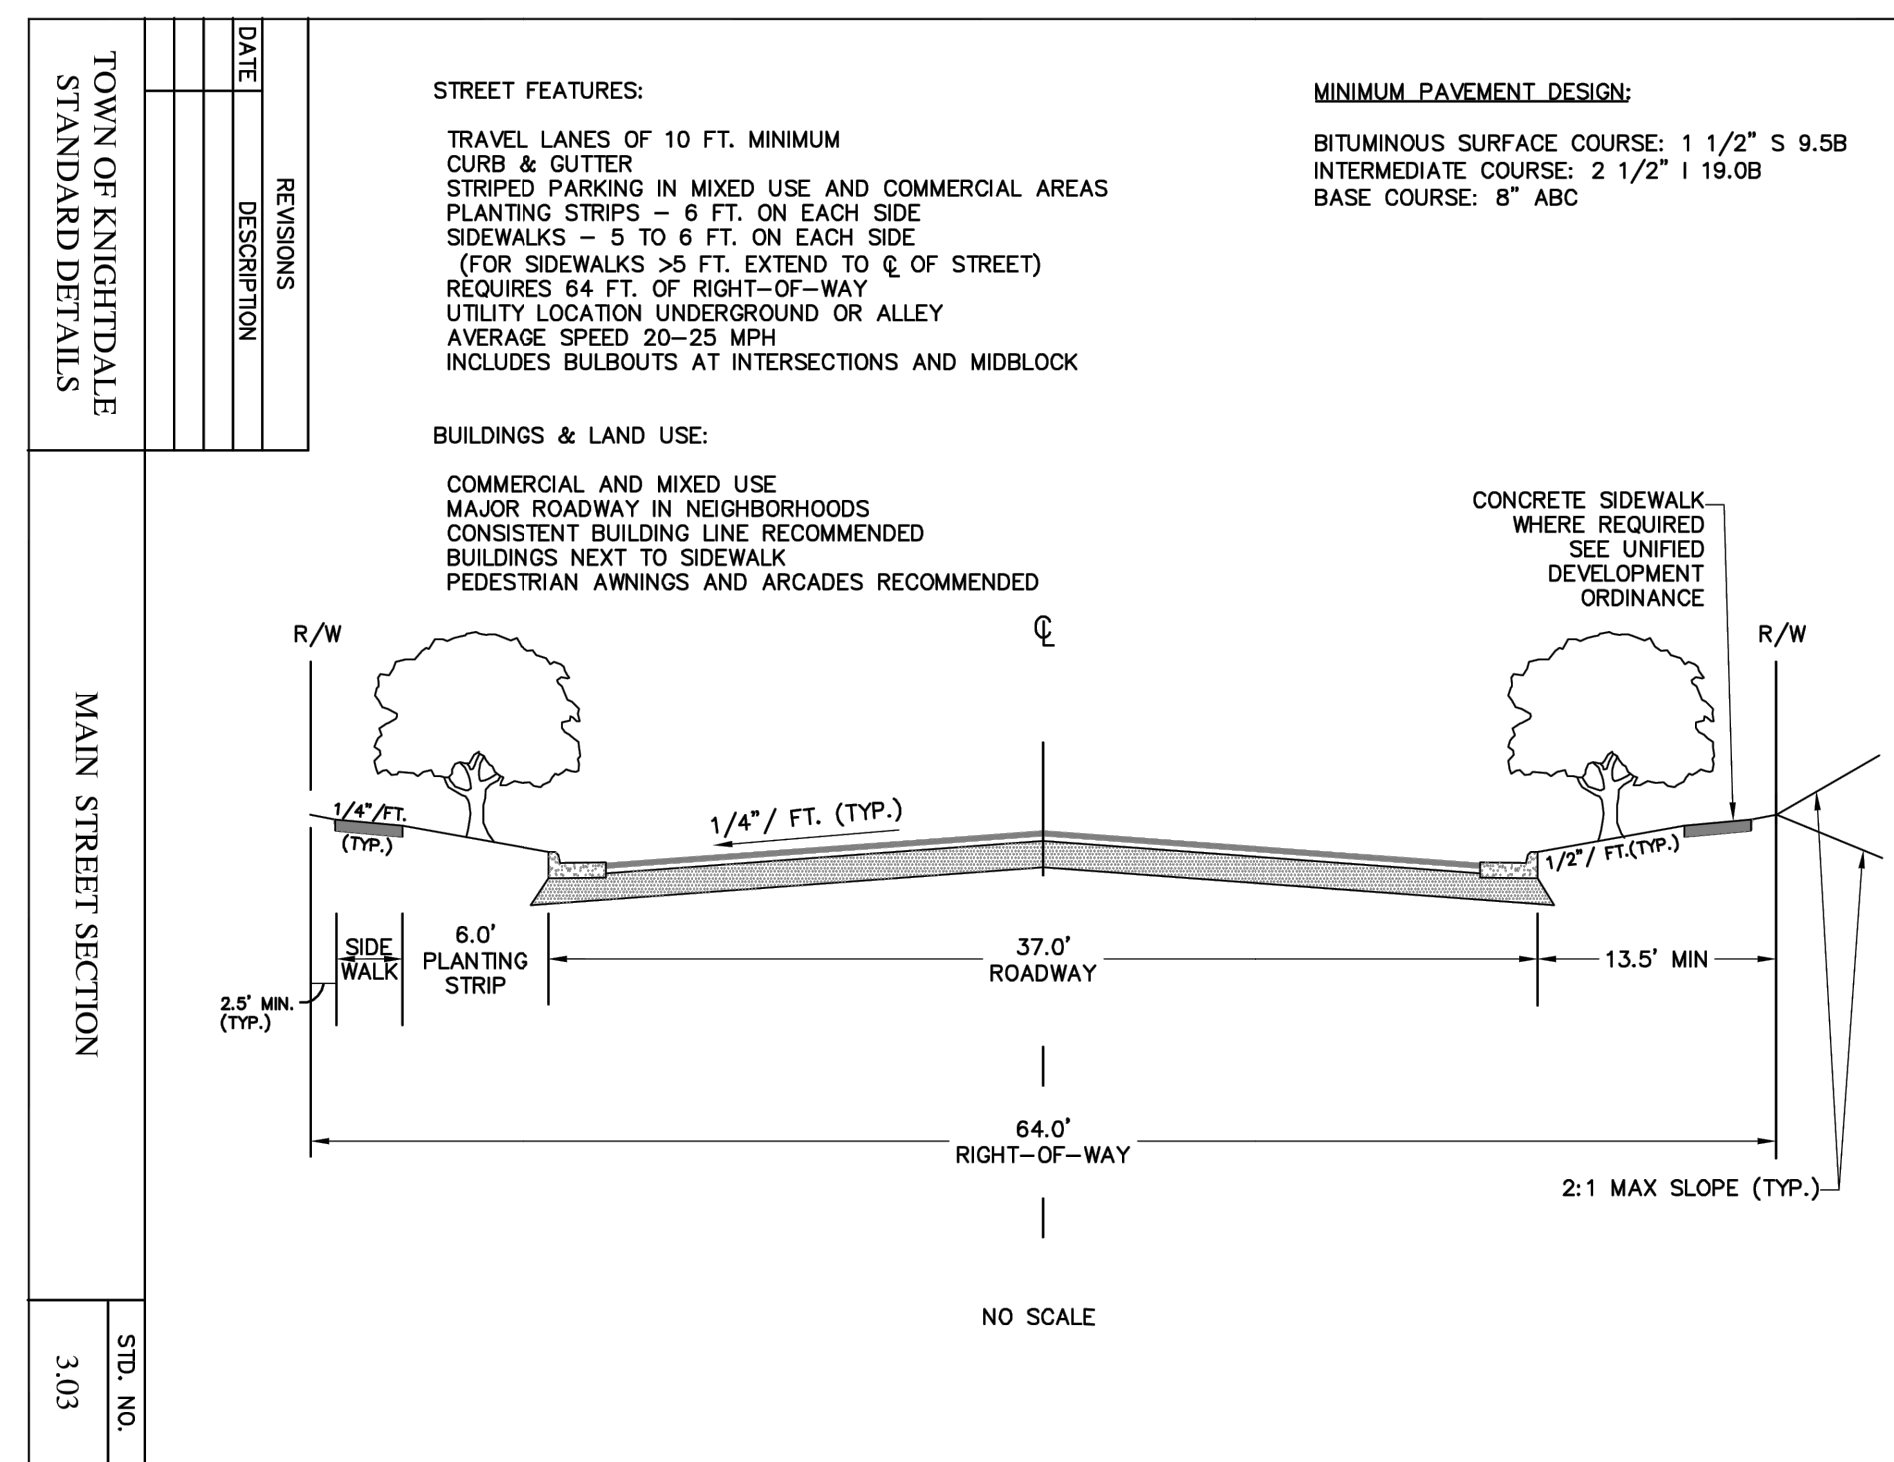 TOWN OF KNIGHTDALE
STANDARD DETAILS
DATE
DESCRIPTION
REVISIONS
MAIN STREET SECTION
STD. NO.
3.03
STREET FEATURES:
TRAVEL LANES OF 10 FT. MINIMUM
CURB & GUTTER
STRIPED PARKING IN MIXED USE AND COMMERCIAL AREAS
PLANTING STRIPS – 6 FT. ON EACH SIDE
SIDEWALKS – 5 TO 6 FT. ON EACH SIDE
(FOR SIDEWALKS >5 FT. EXTEND TO ℄ OF STREET)
REQUIRES 64 FT. OF RIGHT–OF–WAY
UTILITY LOCATION UNDERGROUND OR ALLEY
AVERAGE SPEED 20–25 MPH
INCLUDES BULBOUTS AT INTERSECTIONS AND MIDBLOCK
BUILDINGS & LAND USE:
COMMERCIAL AND MIXED USE
MAJOR ROADWAY IN NEIGHBORHOODS
CONSISTENT BUILDING LINE RECOMMENDED
BUILDINGS NEXT TO SIDEWALK
PEDESTRIAN AWNINGS AND ARCADES RECOMMENDED
MINIMUM PAVEMENT DESIGN:
BITUMINOUS SURFACE COURSE: 1 1/2" S 9.5B
INTERMEDIATE COURSE: 2 1/2" I 19.0B
BASE COURSE: 8" ABC
CONCRETE SIDEWALK
WHERE REQUIRED
SEE UNIFIED
DEVELOPMENT
ORDINANCE
R/W
℄
R/W
1/4"/FT.
(TYP.)
1/4"/ FT. (TYP.)
1/2"/ FT.(TYP.)
SIDE
WALK
6.0'
PLANTING
STRIP
37.0'
ROADWAY
13.5' MIN
2.5' MIN.
(TYP.)
64.0'
RIGHT–OF–WAY
2:1 MAX SLOPE (TYP.)
NO SCALE